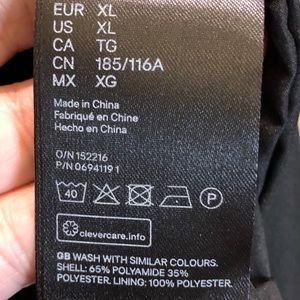 EUR XL
US XL
CA TG
CN 185/116A
MX XG
Made in China
Fabriqué en Chine
Hecho en China
O/N 152216
P/N 06941191
40
P
clevercare.info
GB WASH WITH SIMILAR COLOURS.
SHELL: 65% POLYAMIDE 35%
POLYESTER. LINING: 100% POLYESTER.